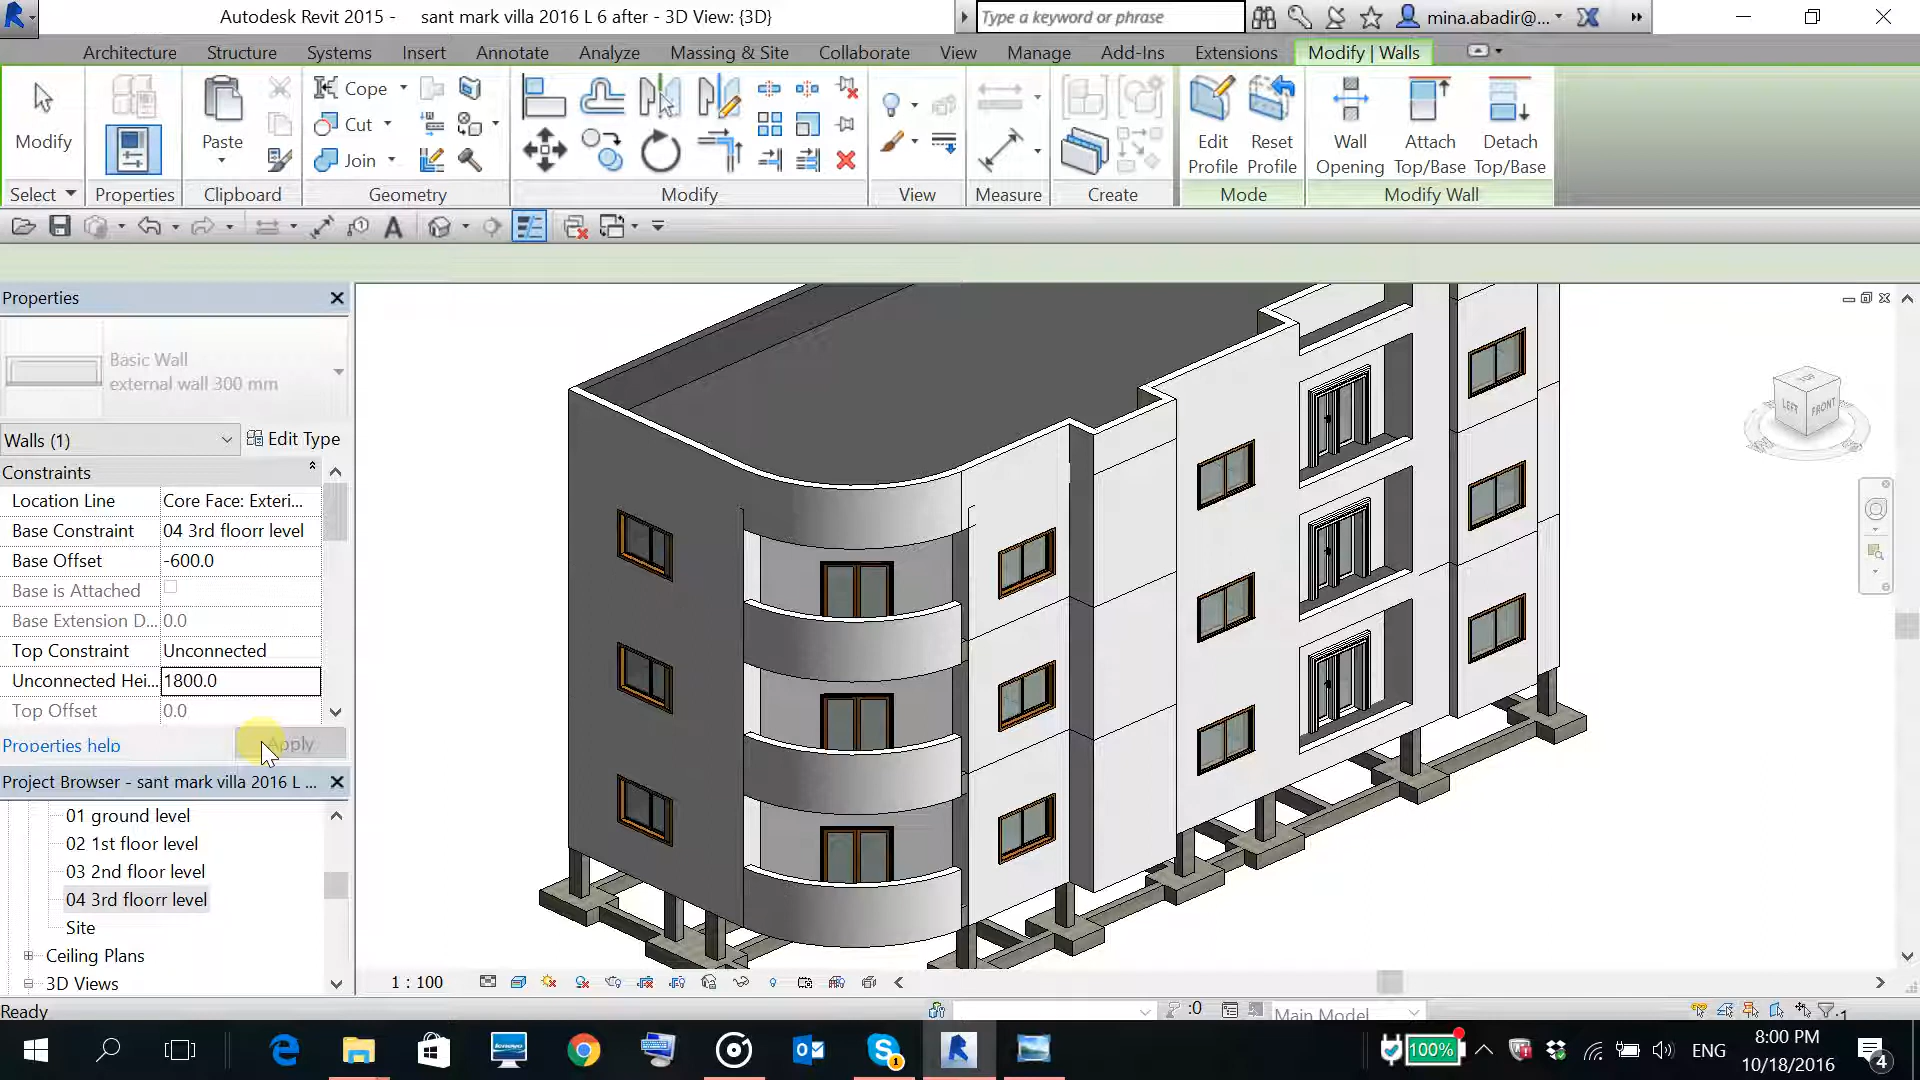 Autodesk Revit 2015 - sant mark villa 2016 L 6 after - 3D View: {3D}
Type a keyword or phrase
mina.abadir@...
Architecture Structure Systems Insert Annotate Analyze Massing & Site Collaborate View Manage Add-Ins Extensions Modify | Walls
Cope
Cut
Join
Modify
Paste
Edit Profile
Reset Profile
Wall Opening
Attach Top/Base
Detach Top/Base
Select Properties Clipboard Geometry Modify View Measure Create Mode Modify Wall
Properties
Basic Wall
external wall 300 mm
Walls (1) Edit Type
Constraints
Location Line Core Face: Exteri...
Base Constraint 04 3rd floorr level
Base Offset -600.0
Base is Attached
Base Extension D... 0.0
Top Constraint Unconnected
Unconnected Hei... 1800.0
Top Offset 0.0
Properties help Apply
Project Browser - sant mark villa 2016 L ...
01 ground level
02 1st floor level
03 2nd floor level
04 3rd floorr level
Site
Ceiling Plans
3D Views
TOP
LEFT
FRONT
1 : 100
Ready
:0
Main Model
:1
100%
ENG
8:00 PM
10/18/2016
1
4